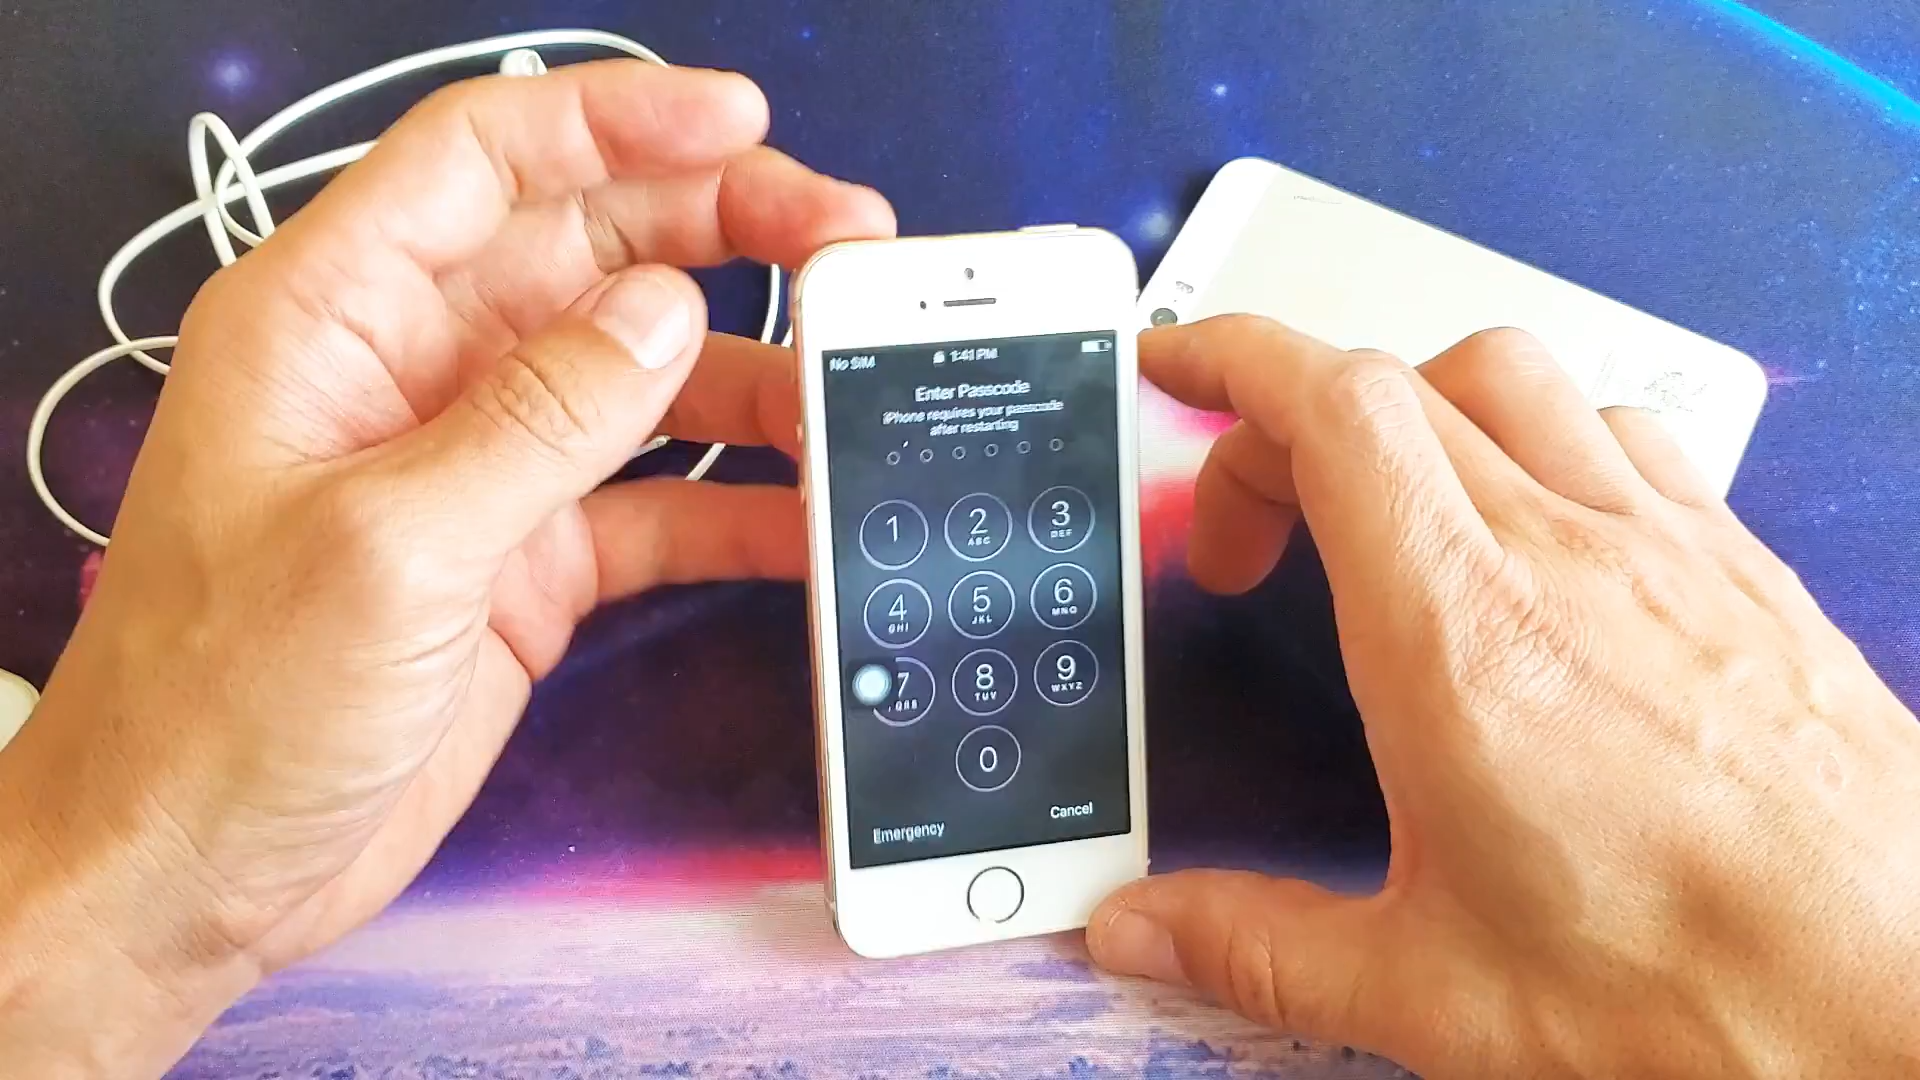 No SIM 1:41 PM
Enter Passcode
iPhone requires your passcode
after restarting
1 2 3
ABC DEF
4 5 6
GHI JKL MNO
7 8 9
TUV WXYZ
0
Emergency Cancel